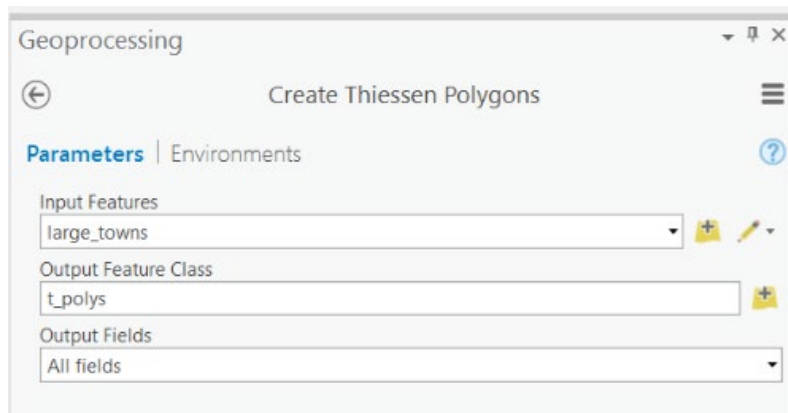 Geoprocessing
Create Thiessen Polygons
Parameters | Environments
Input Features
large_towns
Output Feature Class
t_polys
Output Fields
All fields